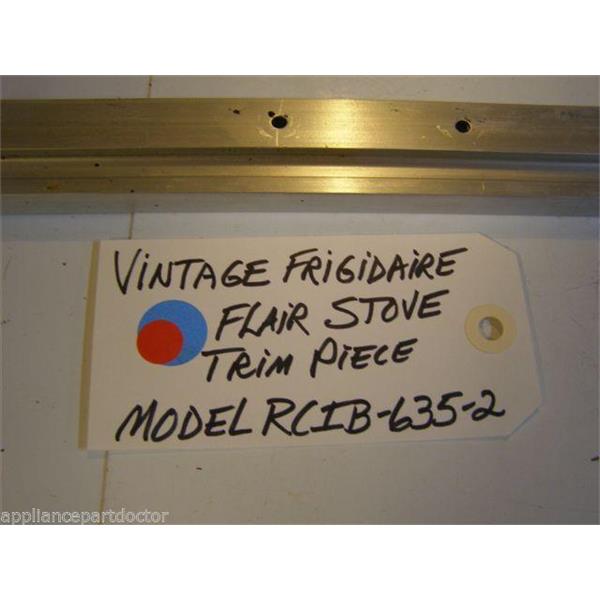 VINTAGE FRIGIDAIRE
FLAIR STOVE
TRIM PIECE
MODEL RCIB-635-2
appliancepartdoctor